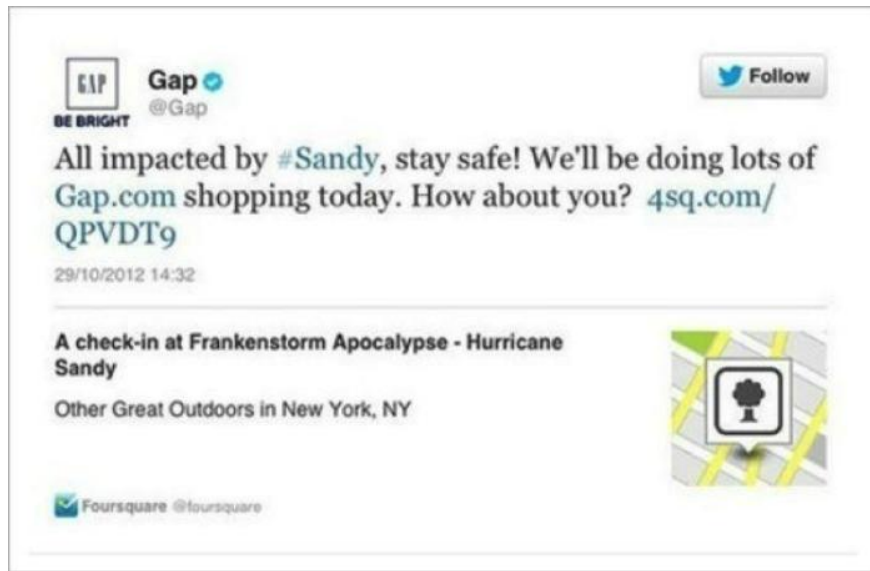 GAP
Gap
Follow
@Gap
BE BRIGHT
All impacted by #Sandy, stay safe! We'll be doing lots of
Gap.com shopping today. How about you? 4sq.com/
QPVDT9
29/10/2012 14:32
A check-in at Frankenstorm Apocalypse - Hurricane
Sandy
Other Great Outdoors in New York, NY
Foursquare @foursquare